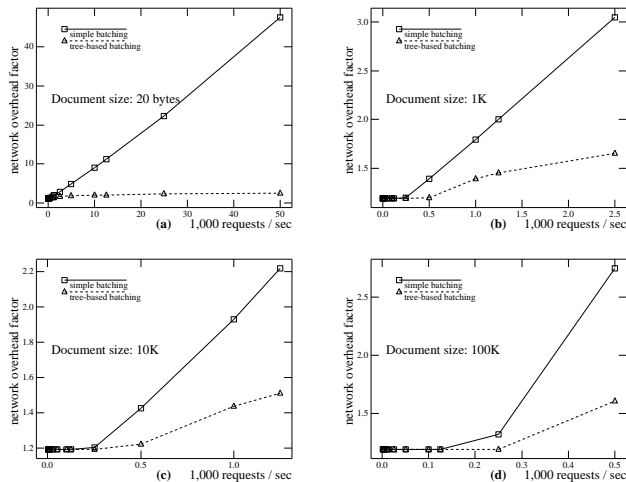 network overhead factor
40
30
20
10
0
simple batching
tree-based batching
Document size: 20 bytes
0
10
20
30
40
50
(a)
1,000 requests / sec
network overhead factor
3.0
2.5
2.0
1.5
simple batching
tree-based batching
Document size: 1K
0.0
0.5
1.0
1.5
2.0
2.5
(b)
1,000 requests / sec
network overhead factor
2.2
2.0
1.8
1.6
1.4
1.2
simple batching
tree-based batching
Document size: 10K
0.0
0.5
1.0
(c)
1,000 requests / sec
network overhead factor
2.5
2.0
1.5
simple batching
tree-based batching
Document size: 100K
0.0
0.1
0.2
0.3
0.4
0.5
(d)
1,000 requests / sec